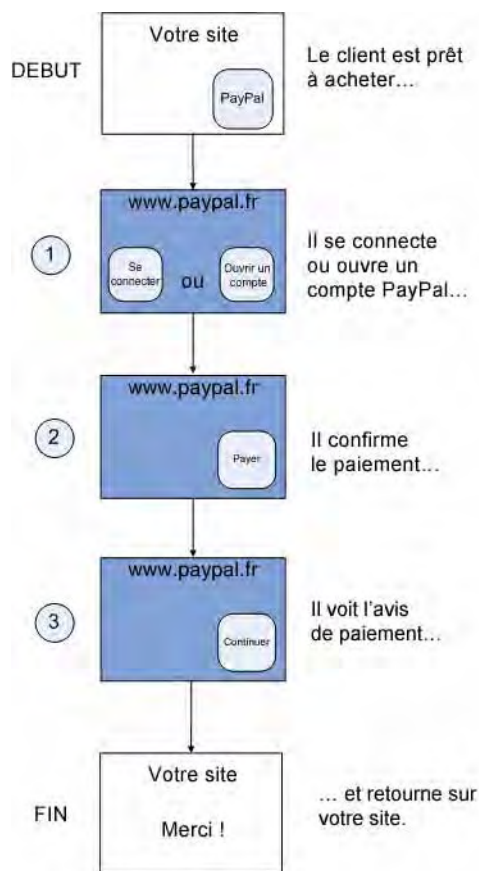 Votre site
DEBUT
PayPal
Le client est prêt
à acheter…
www.paypal.fr
1
Se
connecter
ou
Ouvrir un
compte
Il se connecte
ou ouvre un
compte PayPal…
www.paypal.fr
2
Payer
Il confirme
le paiement…
www.paypal.fr
3
Continuer
Il voit l'avis
de paiement…
Votre site
FIN
Merci !
… et retourne sur
votre site.